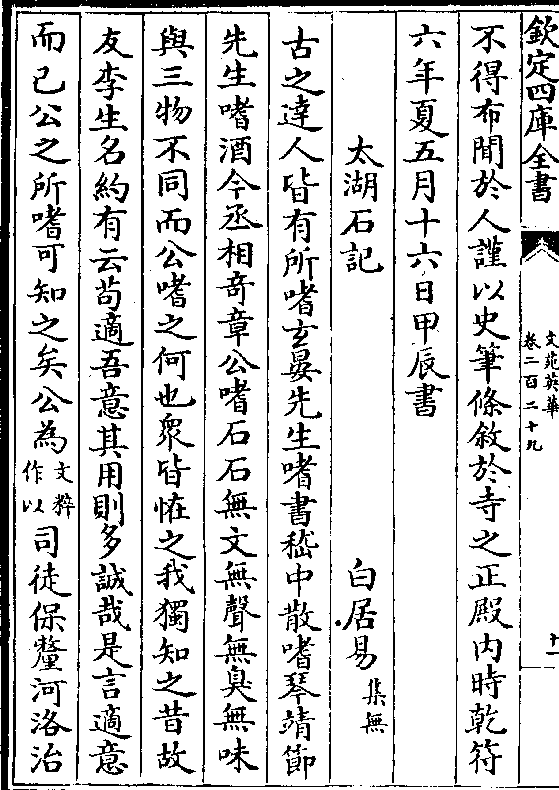 欽定四庫全書
文苑英華
卷二百二十九
十一
不得布聞於人謹以史筆條敘於寺之正殿内時乾符
六年夏五月十六日甲辰書
太湖石記 白居易 集無
古之達人皆有所嗜玄晏先生嗜書嵇中散嗜琴靖節
先生嗜酒今丞相奇章公嗜石石無文無聲無臭無味
與三物不同而公嗜之何也衆皆怪之我獨知之昔故
友李生名約有云苟適吾意其用則多誠哉是言適意
而已公之所嗜可知之矣公為文粹作以司徒保釐河洛治